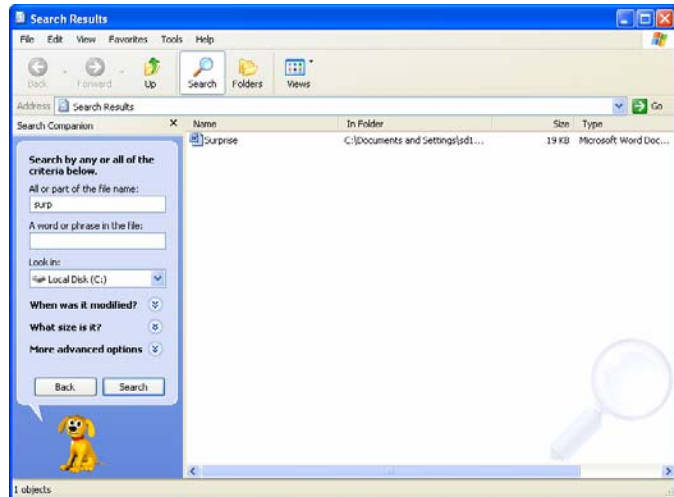 Search Results
File Edit View Favorites Tools Help
Back Forward Up Search Folders Views
Address Search Results Go
Search Companion X Name In Folder Size Type
Surprise C:\Documents and Settings\sd1... 19 KB Microsoft Word Doc...
Search by any or all of the
criteria below.
All or part of the file name:
surp
A word or phrase in the file:
Look in:
Local Disk (C:)
When was it modified?
What size is it?
More advanced options
Back Search
1 objects